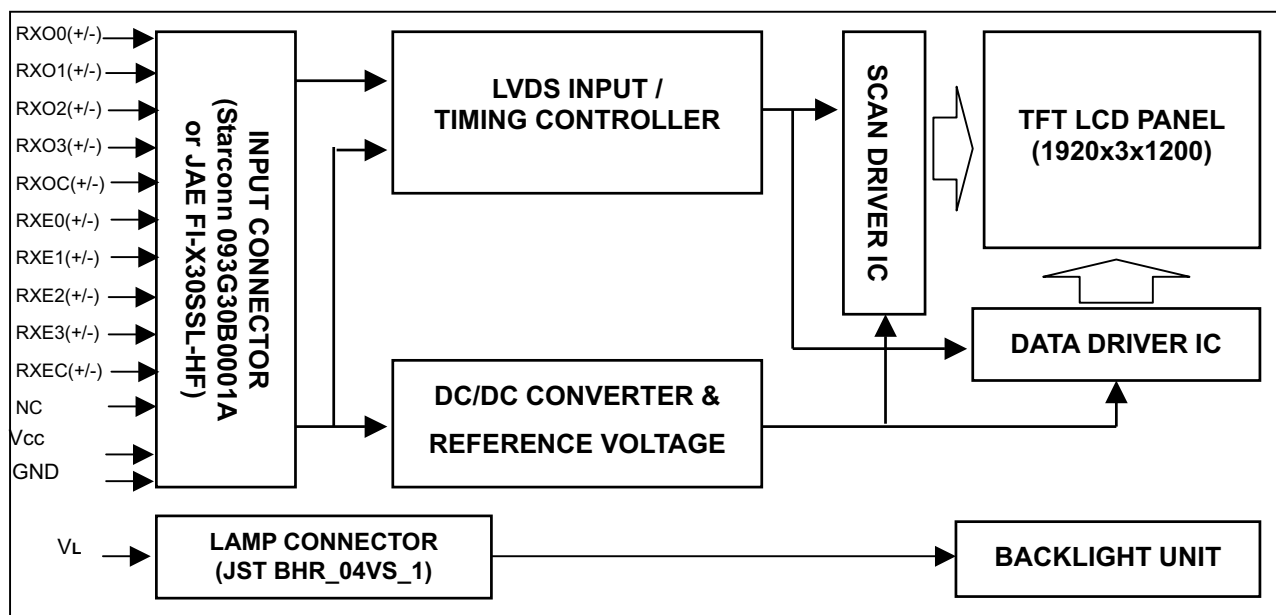 RXO0(+/-)
RXO1(+/-)
RXO2(+/-)
RXO3(+/-)
RXOC(+/-)
RXE0(+/-)
RXE1(+/-)
RXE2(+/-)
RXE3(+/-)
RXEC(+/-)
NC
Vcc
GND
VL
INPUT CONNECTOR
(Starconn 093G30B0001A
or JAE FI-X30SSL-HF)
LVDS INPUT /
TIMING CONTROLLER
SCAN DRIVER IC
TFT LCD PANEL
(1920x3x1200)
DATA DRIVER IC
DC/DC CONVERTER &
REFERENCE VOLTAGE
LAMP CONNECTOR
(JST BHR_04VS_1)
BACKLIGHT UNIT